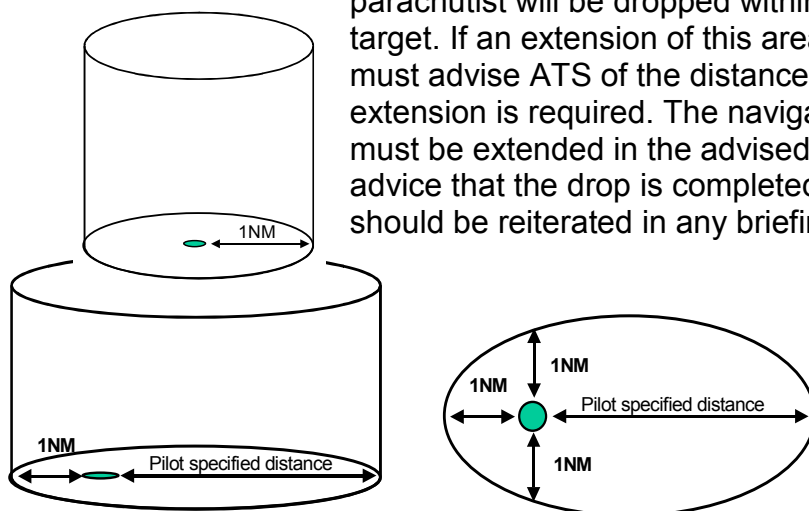 parachutist will be dropped within
target. If an extension of this area
must advise ATS of the distance
extension is required. The naviga
must be extended in the advised
advice that the drop is completed
should be reiterated in any briefin
1NM
1NM
Pilot specified distance
1NM
1NM
Pilot specified distance
1NM